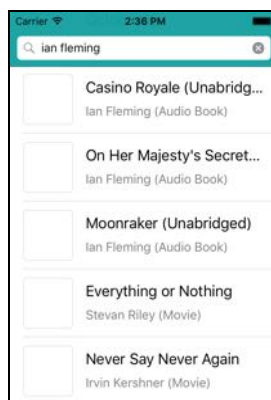 Carrier 2:36 PM
ian fleming
Casino Royale (Unabridg...
Ian Fleming (Audio Book)
On Her Majesty's Secret...
Ian Fleming (Audio Book)
Moonraker (Unabridged)
Ian Fleming (Audio Book)
Everything or Nothing
Stevan Riley (Movie)
Never Say Never Again
Irvin Kershner (Movie)